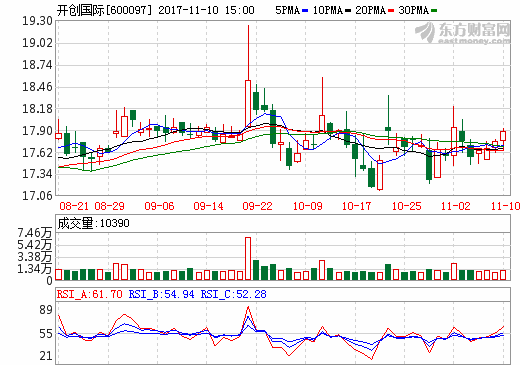 开创国际[600097] 2017-11-10 15:00 5PMA 10PMA 20PMA 30PMA
东方财富网
eastmoney.com
19.30
19.02
18.74
18.46
18.18
17.90
17.62
17.34
17.06
08-21 08-29 09-06 09-14 09-22 10-09 10-17 10-25 11-02 11-10
成交量:10390
7.46万
5.42万
3.38万
1.34万
0
RSI_A:61.70 RSI_B:54.94 RSI_C:52.28
89
55
21